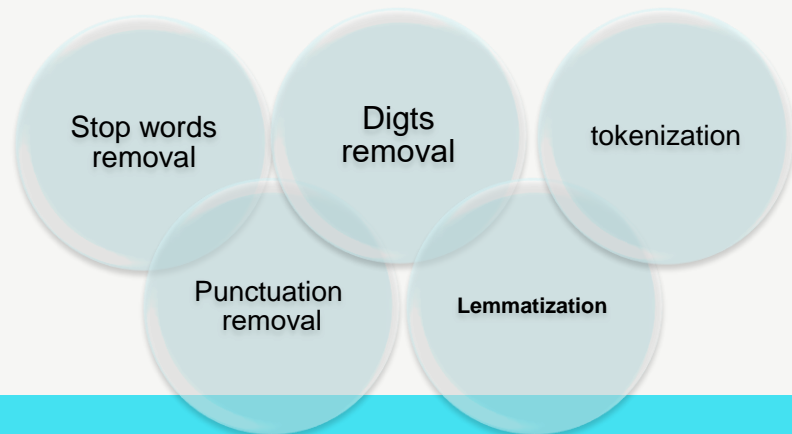 Stop words
removal
Digts
removal
tokenization
Punctuation
removal
Lemmatization